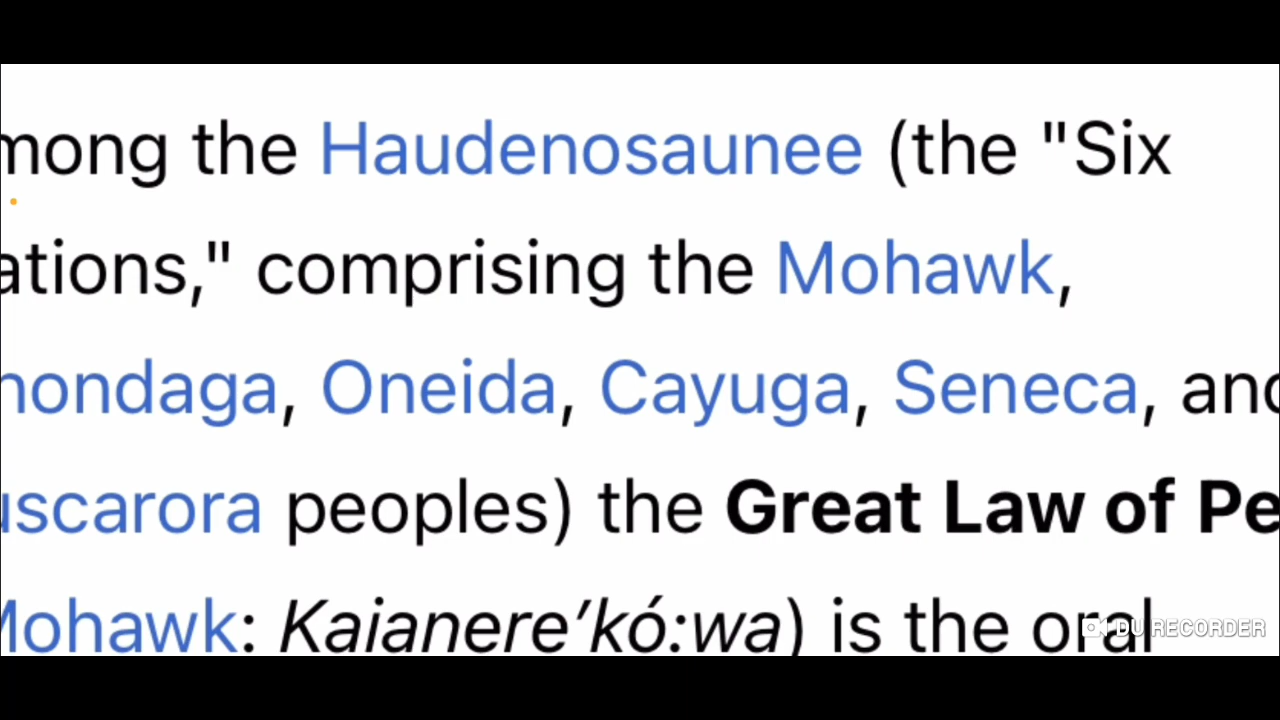 mong the Haudenosaunee (the "Six
ations," comprising the Mohawk,
nondaga, Oneida, Cayuga, Seneca, and
uscarora peoples) the Great Law of Pe
Mohawk: Kaianere’kó:wa) is the oral
DU RECORDER